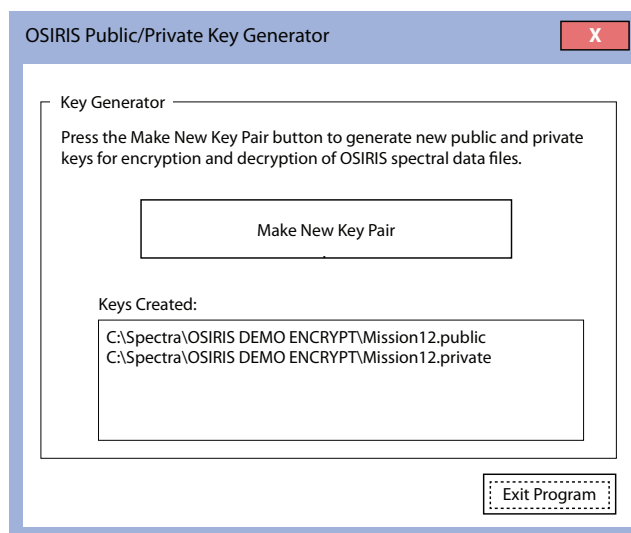 OSIRIS Public/Private Key Generator
X
Key Generator
Press the Make New Key Pair button to generate new public and private
keys for encryption and decryption of OSIRIS spectral data files.
Make New Key Pair
Keys Created:
C:\Spectra\OSIRIS DEMO ENCRYPT\Mission12.public
C:\Spectra\OSIRIS DEMO ENCRYPT\Mission12.private
Exit Program